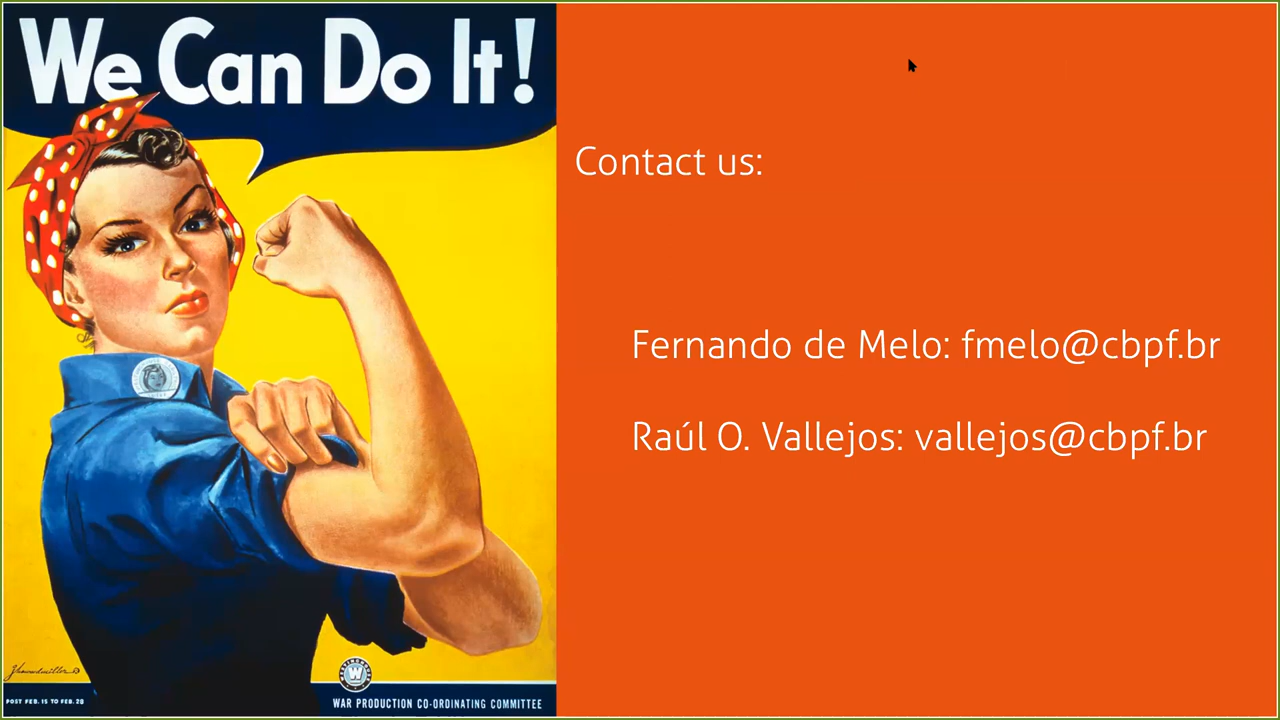 We Can Do It!
Contact us:
Fernando de Melo: fmelo@cbpf.br
Raúl O. Vallejos: vallejos@cbpf.br
POST FEB. 15 TO FEB. 28
WAR PRODUCTION CO-ORDINATING COMMITTEE